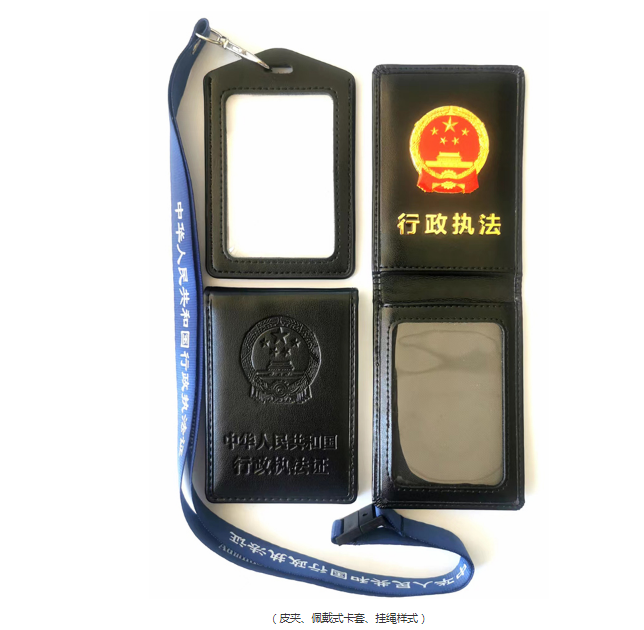 中华人民共和国行政执法证
行政执法
中华人民共和国
行政执法证
中华人民共和国行政执法证
（皮夹、佩戴式卡套、挂绳样式）